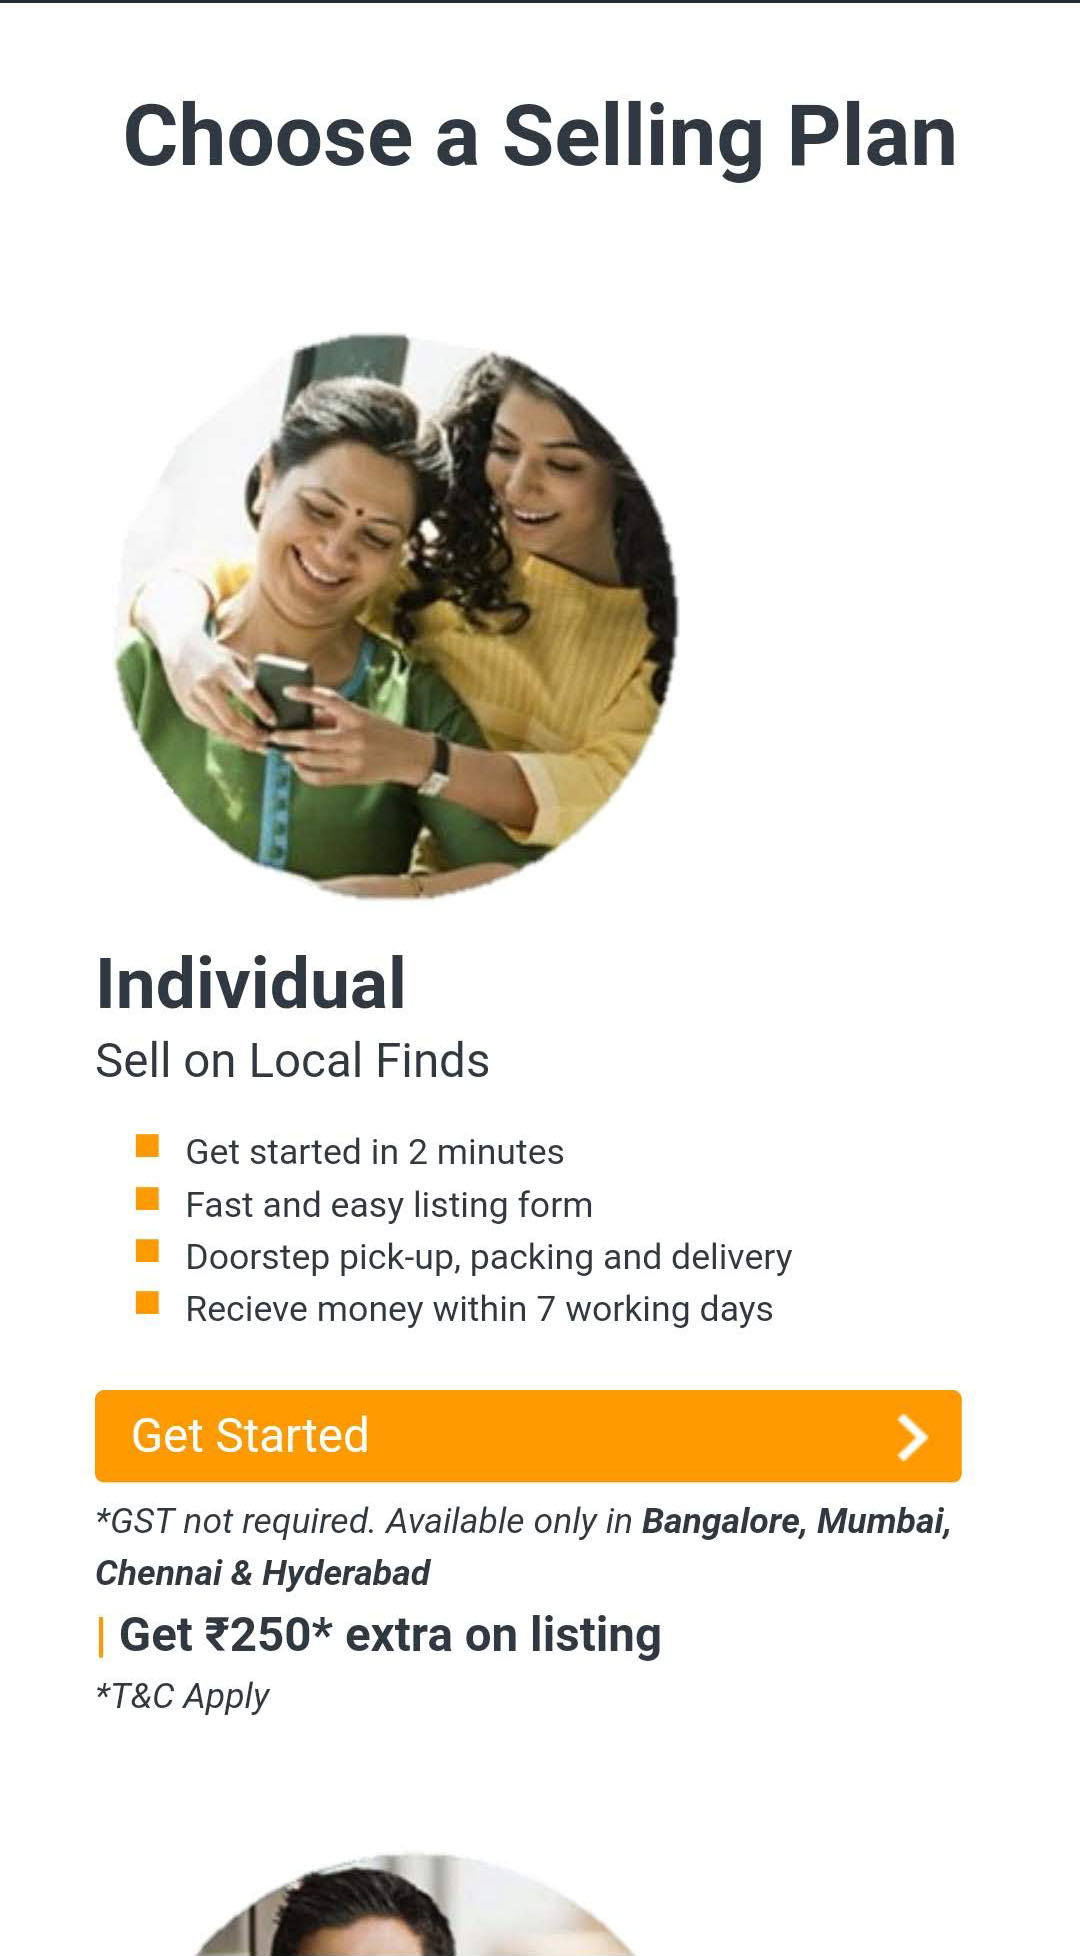 Choose a Selling Plan
Individual
Sell on Local Finds
Get started in 2 minutes
Fast and easy listing form
Doorstep pick-up, packing and delivery
Recieve money within 7 working days
Get Started
*GST not required. Available only in Bangalore, Mumbai,
Chennai & Hyderabad
| Get ₹250* extra on listing
*T&C Apply